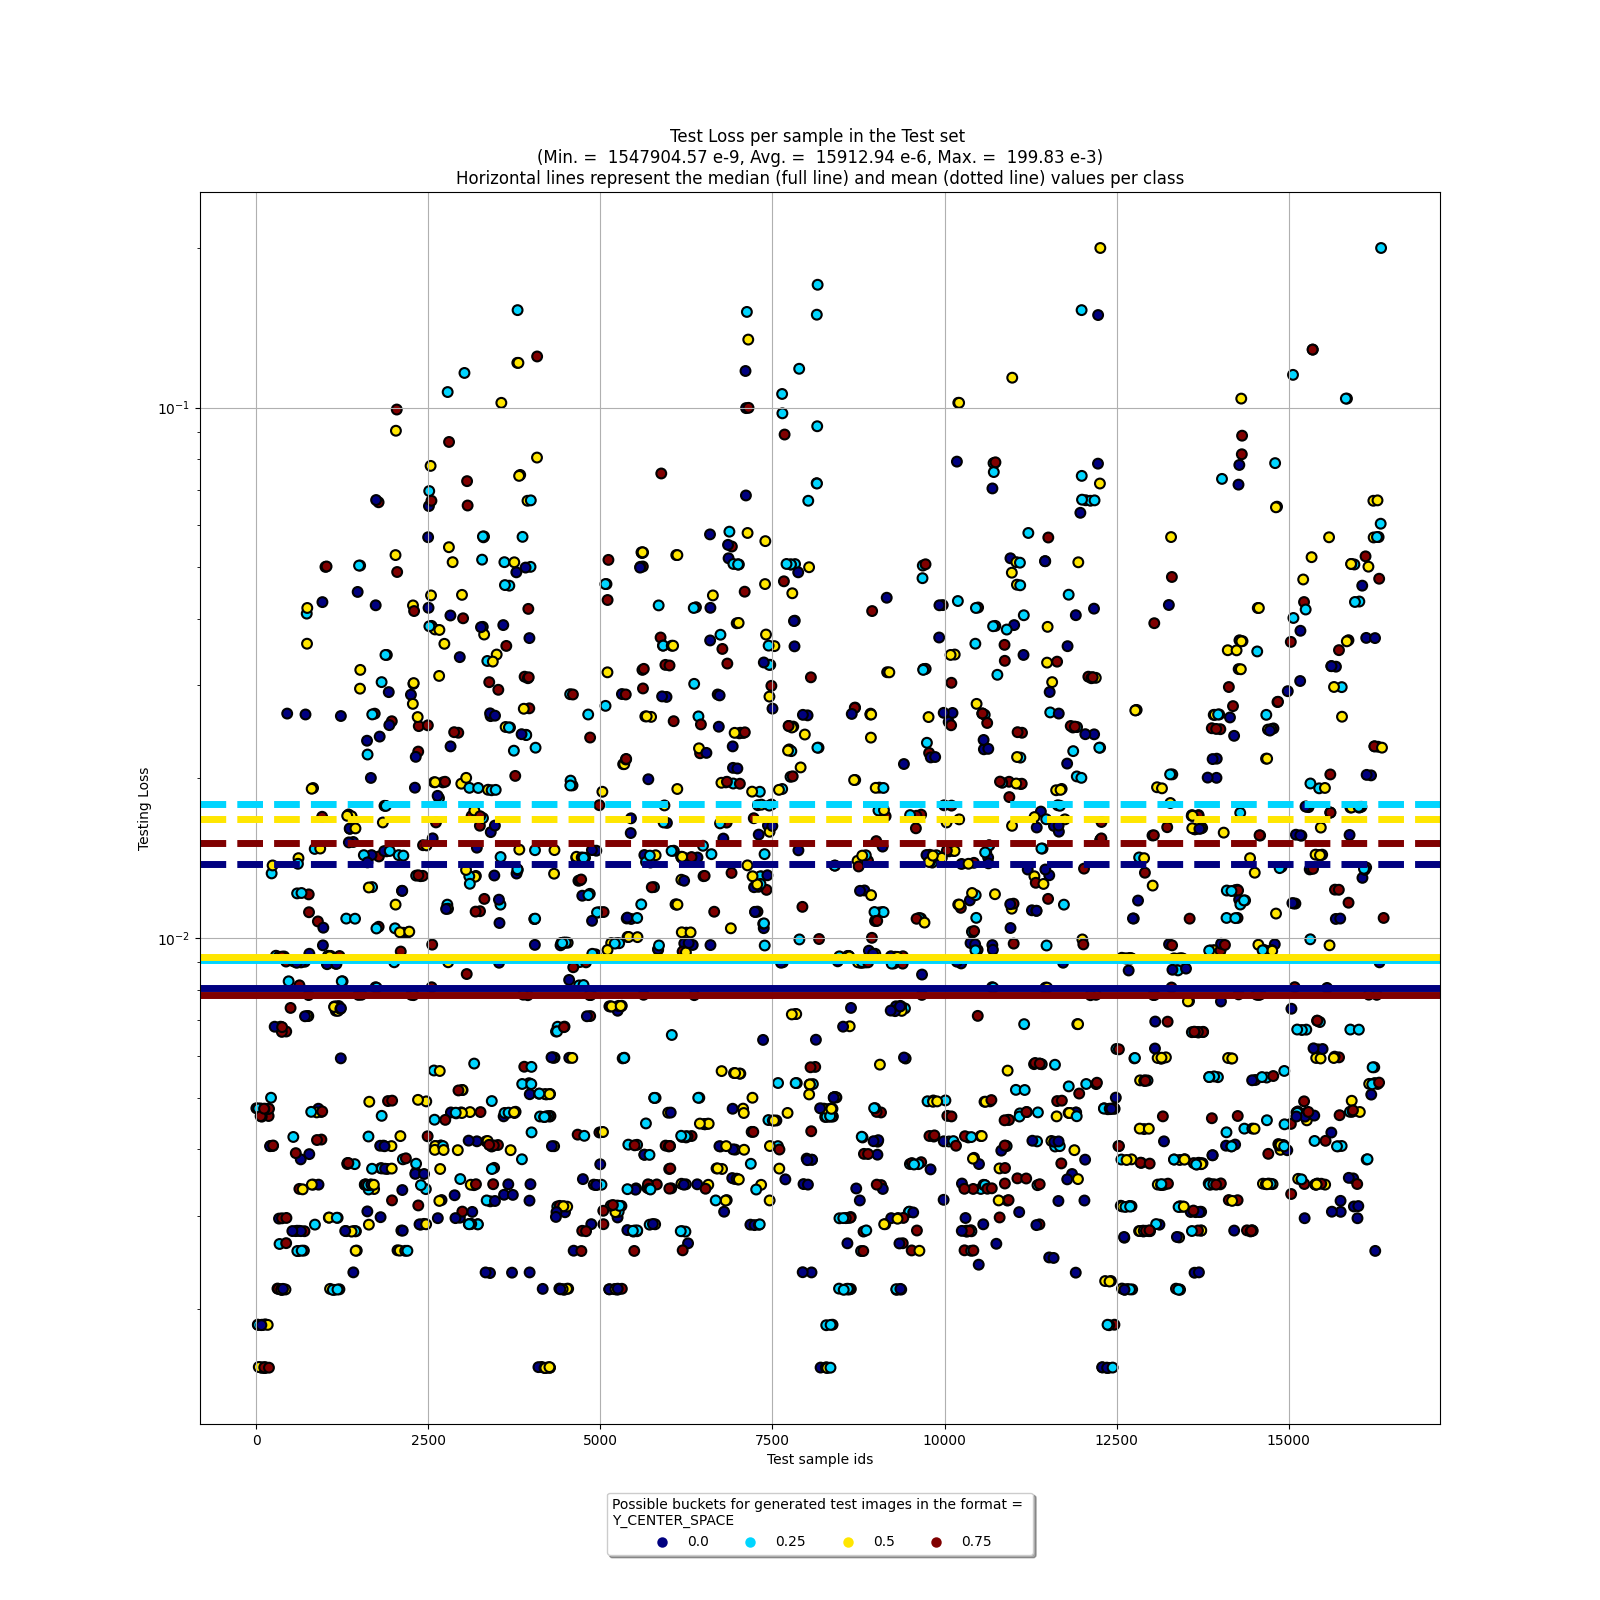 Test Loss per sample in the Test set
(Min. =  1547904.57 e-9, Avg. =  15912.94 e-6, Max. =  199.83 e-3)
Horizontal lines represent the median (full line) and mean (dotted line) values per class
Testing Loss
10⁻¹
10⁻²
0 2500 5000 7500 10000 12500 15000
Test sample ids
Possible buckets for generated test images in the format =
Y_CENTER_SPACE
0.0 0.25 0.5 0.75